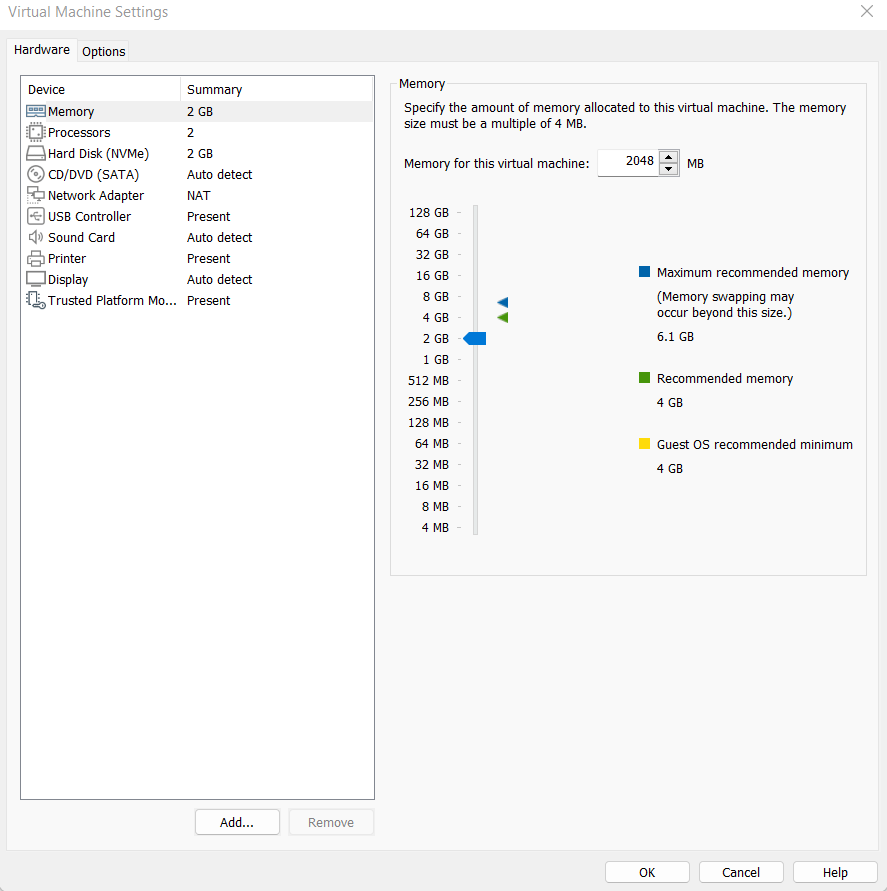 Virtual Machine Settings
Hardware
Options
Device Summary
Memory 2 GB
Processors 2
Hard Disk (NVMe) 2 GB
CD/DVD (SATA) Auto detect
Network Adapter NAT
USB Controller Present
Sound Card Auto detect
Printer Present
Display Auto detect
Trusted Platform Mo... Present
Add...
Remove
Memory
Specify the amount of memory allocated to this virtual machine. The memory
size must be a multiple of 4 MB.
Memory for this virtual machine: 2048 MB
128 GB
64 GB
32 GB
16 GB
8 GB
4 GB
2 GB
1 GB
512 MB
256 MB
128 MB
64 MB
32 MB
16 MB
8 MB
4 MB
Maximum recommended memory
(Memory swapping may
occur beyond this size.)
6.1 GB
Recommended memory
4 GB
Guest OS recommended minimum
4 GB
OK
Cancel
Help